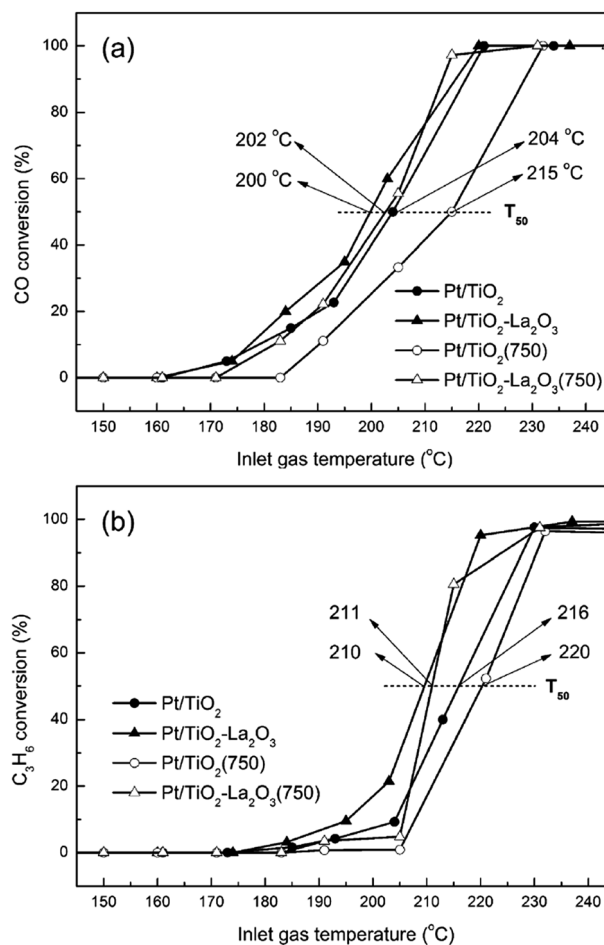 (a)
100
80
60
40
20
0
CO conversion (%)
202 °C
200 °C
204 °C
215 °C
T₅₀
Pt/TiO₂
Pt/TiO₂-La₂O₃
Pt/TiO₂(750)
Pt/TiO₂-La₂O₃(750)
150 160 170 180 190 200 210 220 230 240
Inlet gas temperature (°C)
(b)
100
80
60
40
20
0
C₃H₆ conversion (%)
211
210
216
220
T₅₀
Pt/TiO₂
Pt/TiO₂-La₂O₃
Pt/TiO₂(750)
Pt/TiO₂-La₂O₃(750)
150 160 170 180 190 200 210 220 230 240
Inlet gas temperature (°C)